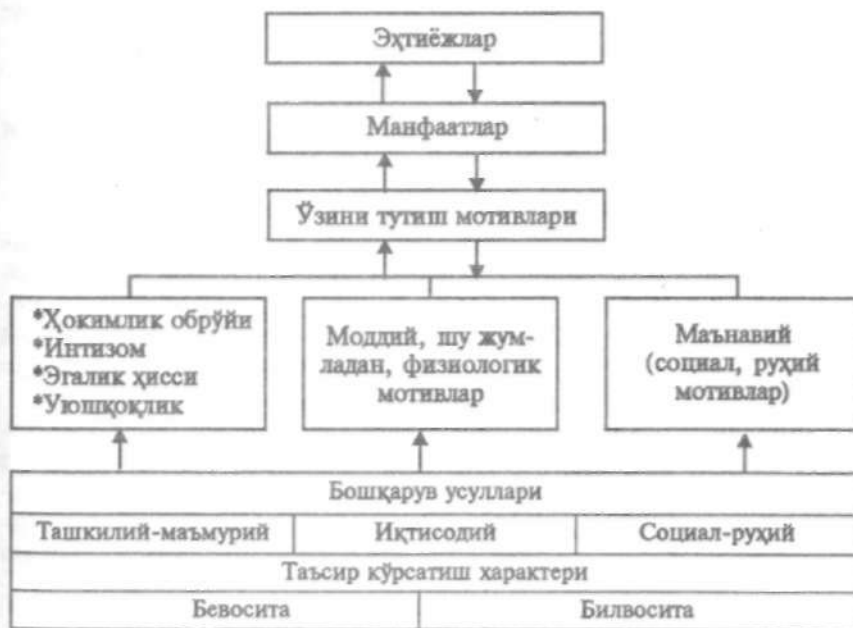 Эҳтиёжлар
Манфаатлар
Ўзини тутиш мотивлари
*Ҳокимлик обрўйи
*Интизом
*Эгалик ҳисси
*Уюшқоқлик
Моддий, шу жум-
ладан, физиологик
мотивлар
Маънавий
(социал, руҳий
мотивлар)
Бошқарув усуллари
Ташкилий-маъмурий
Иқтисодий
Социал-руҳий
Таъсир кўрсатиш характери
Бевосита
Билвосита